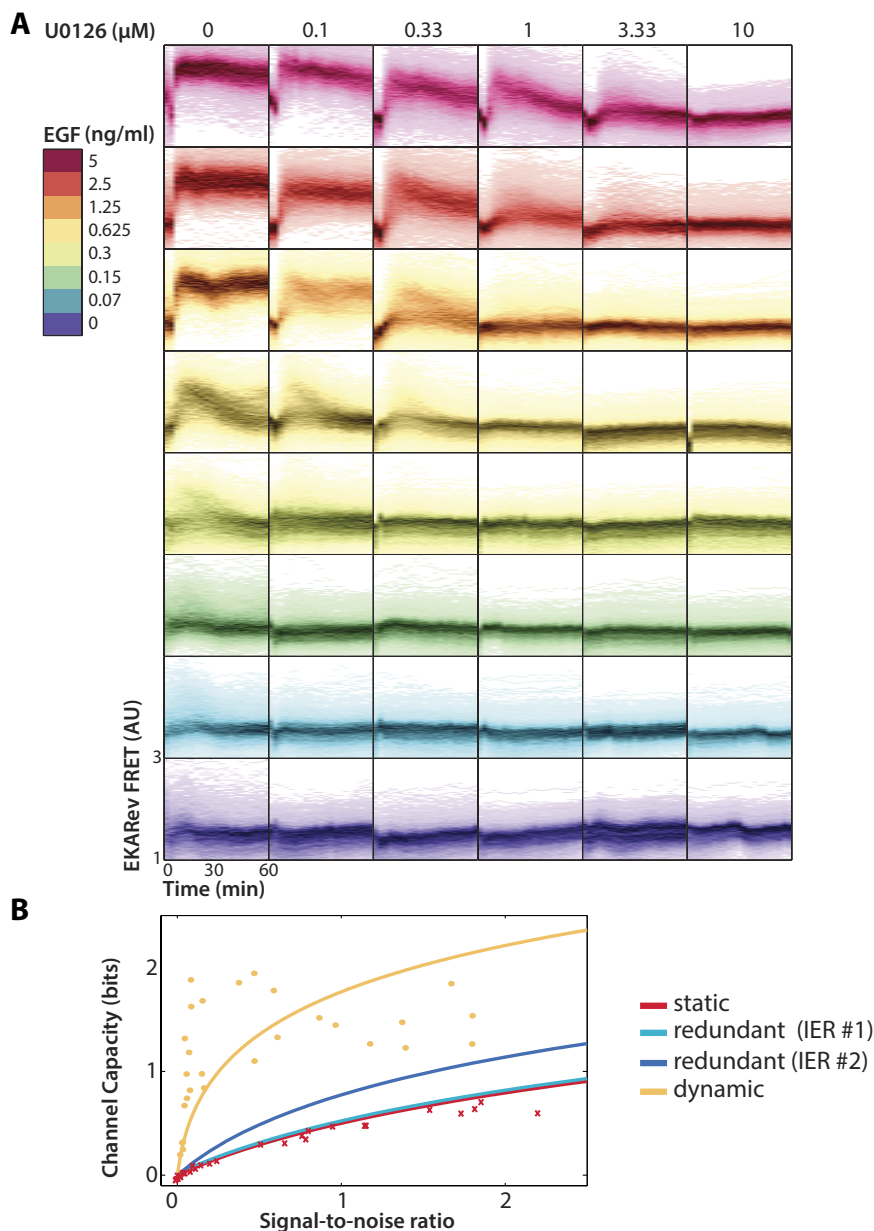 A
U0126 (μM) 0 0.1 0.33 1 3.33 10
EGF (ng/ml)
5
2.5
1.25
0.625
0.3
0.15
0.07
0
EKARev FRET (AU)
3
1
0 30 60
Time (min)
B
Channel Capacity (bits)
2
1
0
0 1 2
Signal-to-noise ratio
static
redundant (IER #1)
redundant (IER #2)
dynamic